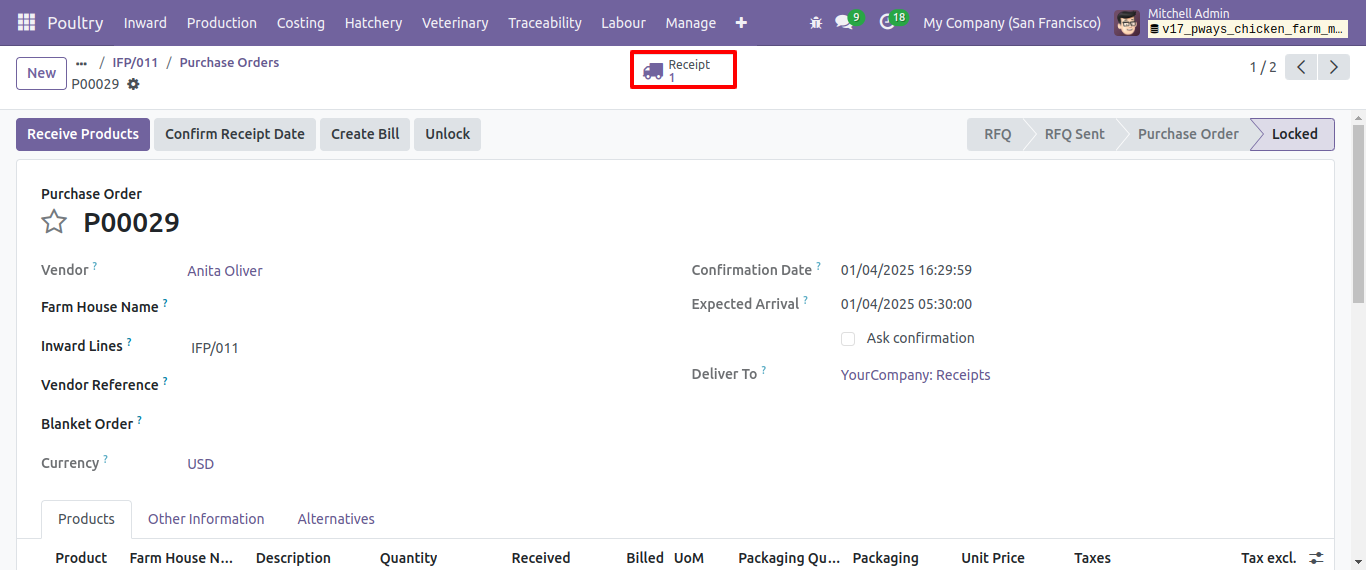 Poultry Inward Production Costing Hatchery Veterinary Traceability Labour Manage + 9 18 My Company (San Francisco) Mitchell Admin
v17_pways_chicken_farm_m...
New ... / IFP/011 / Purchase Orders
P00029
Receipt
1
1 / 2
Receive Products Confirm Receipt Date Create Bill Unlock RFQ RFQ Sent Purchase Order Locked
Purchase Order
P00029
Vendor ? Anita Oliver
Confirmation Date ? 01/04/2025 16:29:59
Farm House Name ?
Expected Arrival ? 01/04/2025 05:30:00
Ask confirmation
Inward Lines ? IFP/011
Deliver To ? YourCompany: Receipts
Vendor Reference ?
Blanket Order ?
Currency ? USD
Products Other Information Alternatives
Product Farm House N... Description Quantity Received Billed UoM Packaging Qu... Packaging Unit Price Taxes Tax excl.